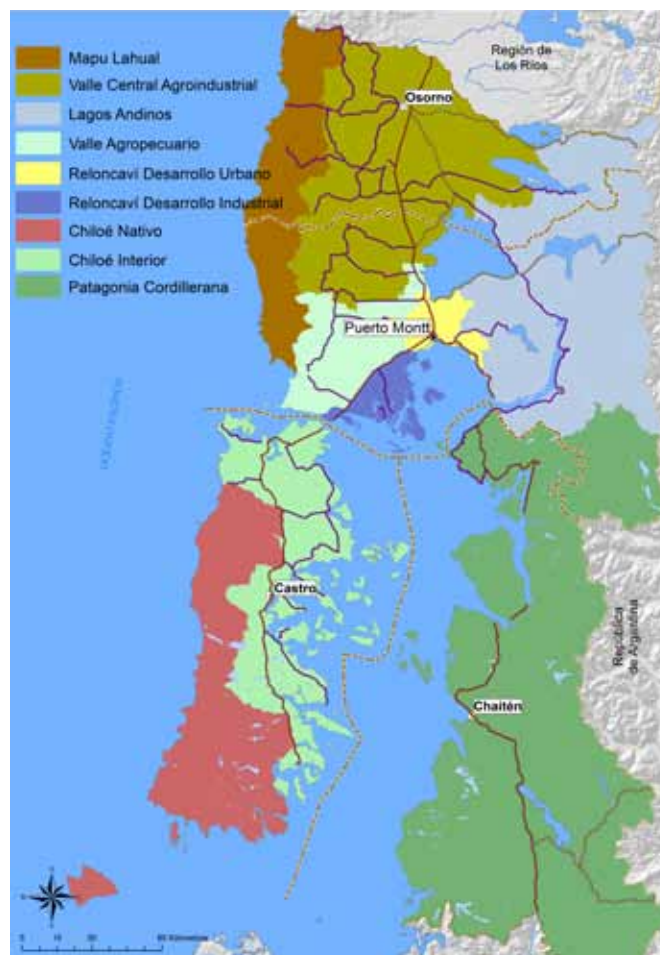 Mapu Lahual
Valle Central Agroindustrial
Lagos Andinos
Valle Agropecuario
Reloncaví Desarrollo Urbano
Reloncaví Desarrollo Industrial
Chiloé Nativo
Chiloé Interior
Patagonia Cordillerana
Región de
Los Ríos
Osorno
Puerto Montt
Castro
Chaitén
República
de Argentina